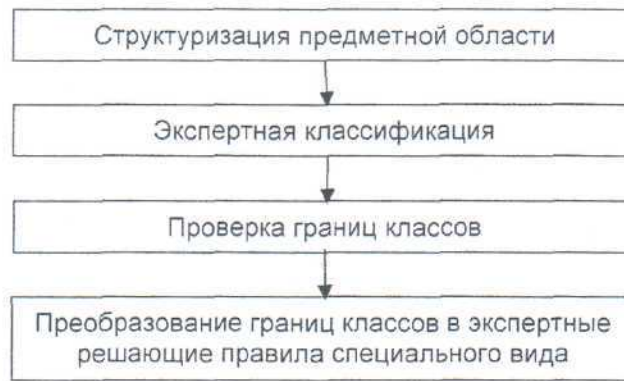 Структуризация предметной области
Экспертная классификация
Проверка границ классов
Преобразование границ классов в экспертные
решающие правила специального вида